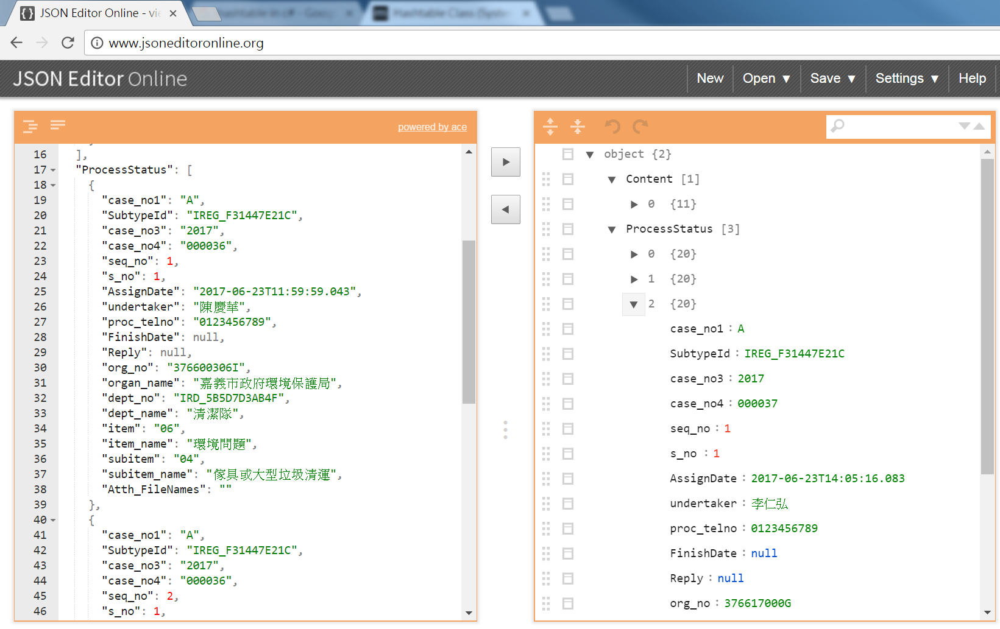 JSON Editor Online - vie
Hashtable Class (System
www.jsoneditoronline.org
JSON Editor Online
New
Open ▼
Save ▼
Settings ▼
Help
powered by ace
16 ],
17 "ProcessStatus": [
18 {
19 "case_no1": "A",
20 "SubtypeId": "IREG_F31447E21C",
21 "case_no3": "2017",
22 "case_no4": "000036",
23 "seq_no": 1,
24 "s_no": 1,
25 "AssignDate": "2017-06-23T11:59:59.043",
26 "undertaker": "陳慶華",
27 "proc_telno": "0123456789",
28 "FinishDate": null,
29 "Reply": null,
30 "org_no": "376600306I",
31 "organ_name": "嘉義市政府環境保護局",
32 "dept_no": "IRD_5B5D7D3AB4F",
33 "dept_name": "清潔隊",
34 "item": "06",
35 "item_name": "環境問題",
36 "subitem": "04",
37 "subitem_name": "傢具或大型垃圾清運",
38 "Atth_FileNames": ""
39 },
40 {
41 "case_no1": "A",
42 "SubtypeId": "IREG_F31447E21C",
43 "case_no3": "2017",
44 "case_no4": "000036",
45 "seq_no": 2,
46 "s_no": 1,
object {2}
Content [1]
0 {11}
ProcessStatus [3]
0 {20}
1 {20}
2 {20}
case_no1 : A
SubtypeId : IREG_F31447E21C
case_no3 : 2017
case_no4 : 000037
seq_no : 1
s_no : 1
AssignDate : 2017-06-23T14:05:16.083
undertaker : 李仁弘
proc_telno : 0123456789
FinishDate : null
Reply : null
org_no : 376617000G